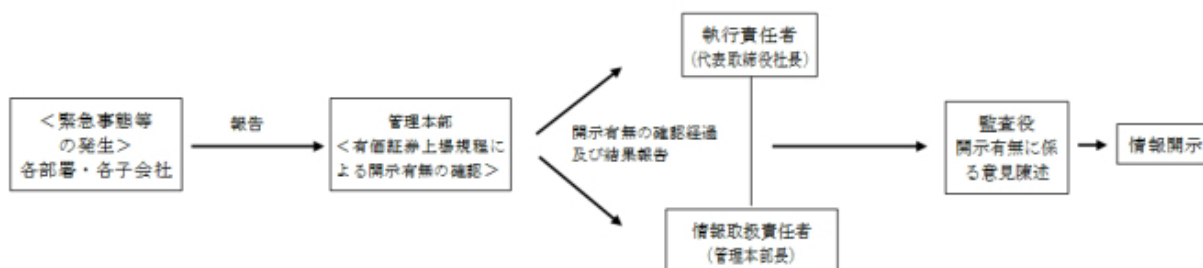 ＜緊急事態等
の発生＞
各部署・各子会社
報告
管理本部
＜有価証券上場規程に
よる開示有無の確認＞
開示有無の確認経過
及び結果報告
執行責任者
(代表取締役社長)
情報取扱責任者
(管理本部長)
監査役
開示有無に係
る意見陳述
情報開示